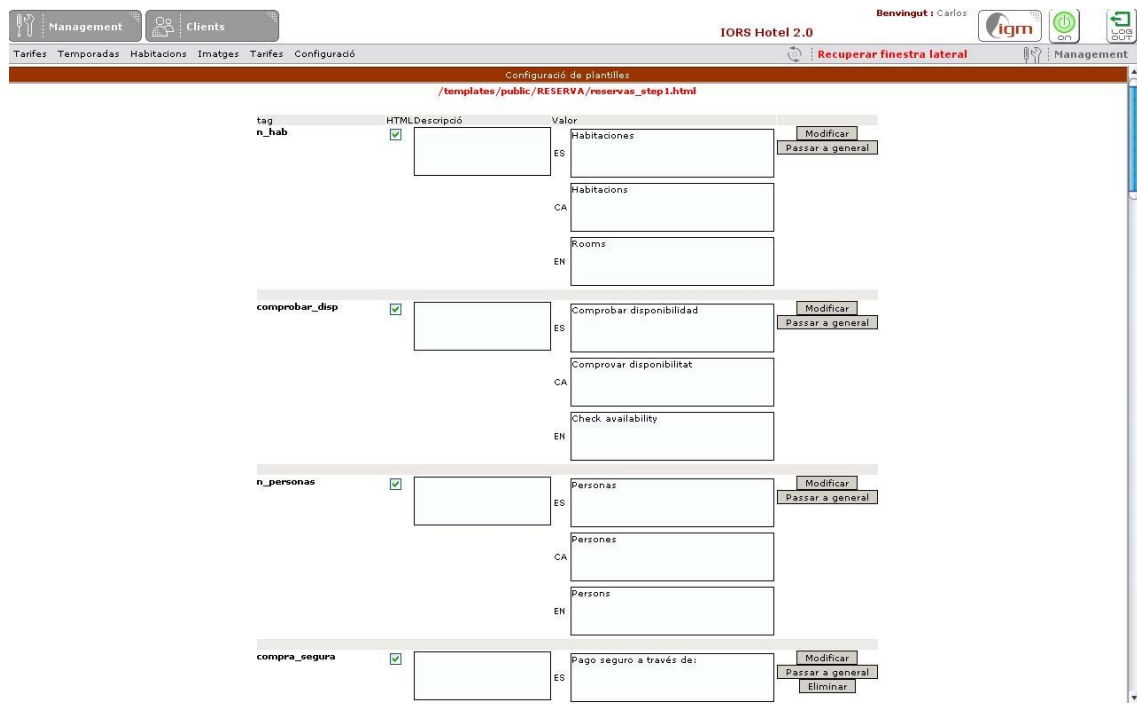 Management
Clients
Benvingut : Carlos
IORS Hotel 2.0
igm
on
LOG OUT
Tarifes Temporadas Habitacions Imatges Tarifes Configuració
Recuperar finestra lateral
Management
Configuració de plantilles
/templates/public/RESERVA/reservas_step1.html
tag HTML Descripció Valor
n_hab
ES Habitaciones
Modificar
Passar a general
CA Habitacions
EN Rooms
comprobar_disp
ES Comprobar disponibilidad
Modificar
Passar a general
CA Comprovar disponibilitat
EN Check availability
n_personas
ES Personas
Modificar
Passar a general
CA Persones
EN Persons
compra_segura
ES Pago seguro a través de:
Modificar
Passar a general
Eliminar